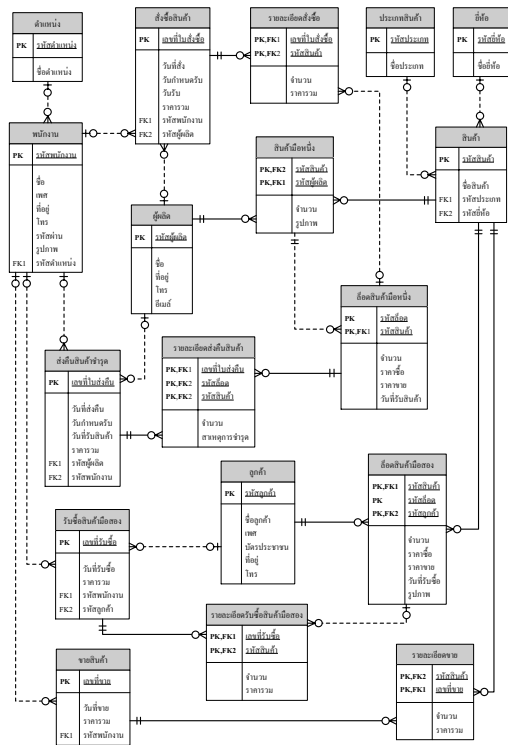 ตำแหน่ง
PK รหัสตำแหน่ง
ชื่อตำแหน่ง
สั่งซื้อสินค้า
PK เลขที่ใบสั่งซื้อ
วันที่สั่ง
วันกำหนดรับ
วันรับ
ราคารวม
FK1 รหัสพนักงาน
FK2 รหัสผู้ผลิต
รายละเอียดสั่งซื้อ
PK,FK1 เลขที่ใบสั่งซื้อ
PK,FK2 รหัสสินค้า
จำนวน
ราคารวม
ประเภทสินค้า
PK รหัสประเภท
ชื่อประเภท
ยี่ห้อ
PK รหัสยี่ห้อ
ชื่อยี่ห้อ
พนักงาน
PK รหัสพนักงาน
ชื่อ
เพศ
ที่อยู่
โทร
รหัสผ่าน
รูปภาพ
FK1 รหัสตำแหน่ง
สินค้ามือหนึ่ง
PK,FK2 รหัสสินค้า
PK,FK1 รหัสผู้ผลิต
จำนวน
รูปภาพ
สินค้า
PK รหัสสินค้า
ชื่อสินค้า
FK1 รหัสประเภท
FK2 รหัสยี่ห้อ
ผู้ผลิต
PK รหัสผู้ผลิต
ชื่อ
ที่อยู่
โทร
อีเมล์
ล็อตสินค้ามือหนึ่ง
PK รหัสล็อต
PK,FK1 รหัสสินค้า
จำนวน
ราคาซื้อ
ราคาขาย
วันที่รับสินค้า
ส่งคืนสินค้าชำรุด
PK เลขที่ใบส่งคืน
วันที่ส่งคืน
วันกำหนดรับ
วันที่รับสินค้า
ราคารวม
FK1 รหัสผู้ผลิต
FK2 รหัสพนักงาน
รายละเอียดส่งคืนสินค้า
PK,FK1 เลขที่ใบส่งคืน
PK,FK2 รหัสล็อต
PK,FK2 รหัสสินค้า
จำนวน
สาเหตุการชำรุด
ลูกค้า
PK รหัสลูกค้า
ชื่อลูกค้า
เพศ
บัตรประชาชน
ที่อยู่
โทร
ล็อตสินค้ามือสอง
PK,FK1 รหัสสินค้า
PK รหัสล็อต
PK,FK2 รหัสลูกค้า
จำนวน
ราคาซื้อ
ราคาขาย
วันที่รับซื้อ
รูปภาพ
รับซื้อสินค้ามือสอง
PK เลขที่รับซื้อ
วันที่รับซื้อ
ราคารวม
FK1 รหัสพนักงาน
FK2 รหัสลูกค้า
รายละเอียดรับซื้อสินค้ามือสอง
PK,FK1 เลขที่รับซื้อ
PK,FK2 รหัสสินค้า
จำนวน
ราคารวม
ขายสินค้า
PK เลขที่ขาย
วันที่ขาย
ราคารวม
FK1 รหัสพนักงาน
รายละเอียดขาย
PK,FK2 รหัสสินค้า
PK,FK1 เลขที่ขาย
จำนวน
ราคารวม